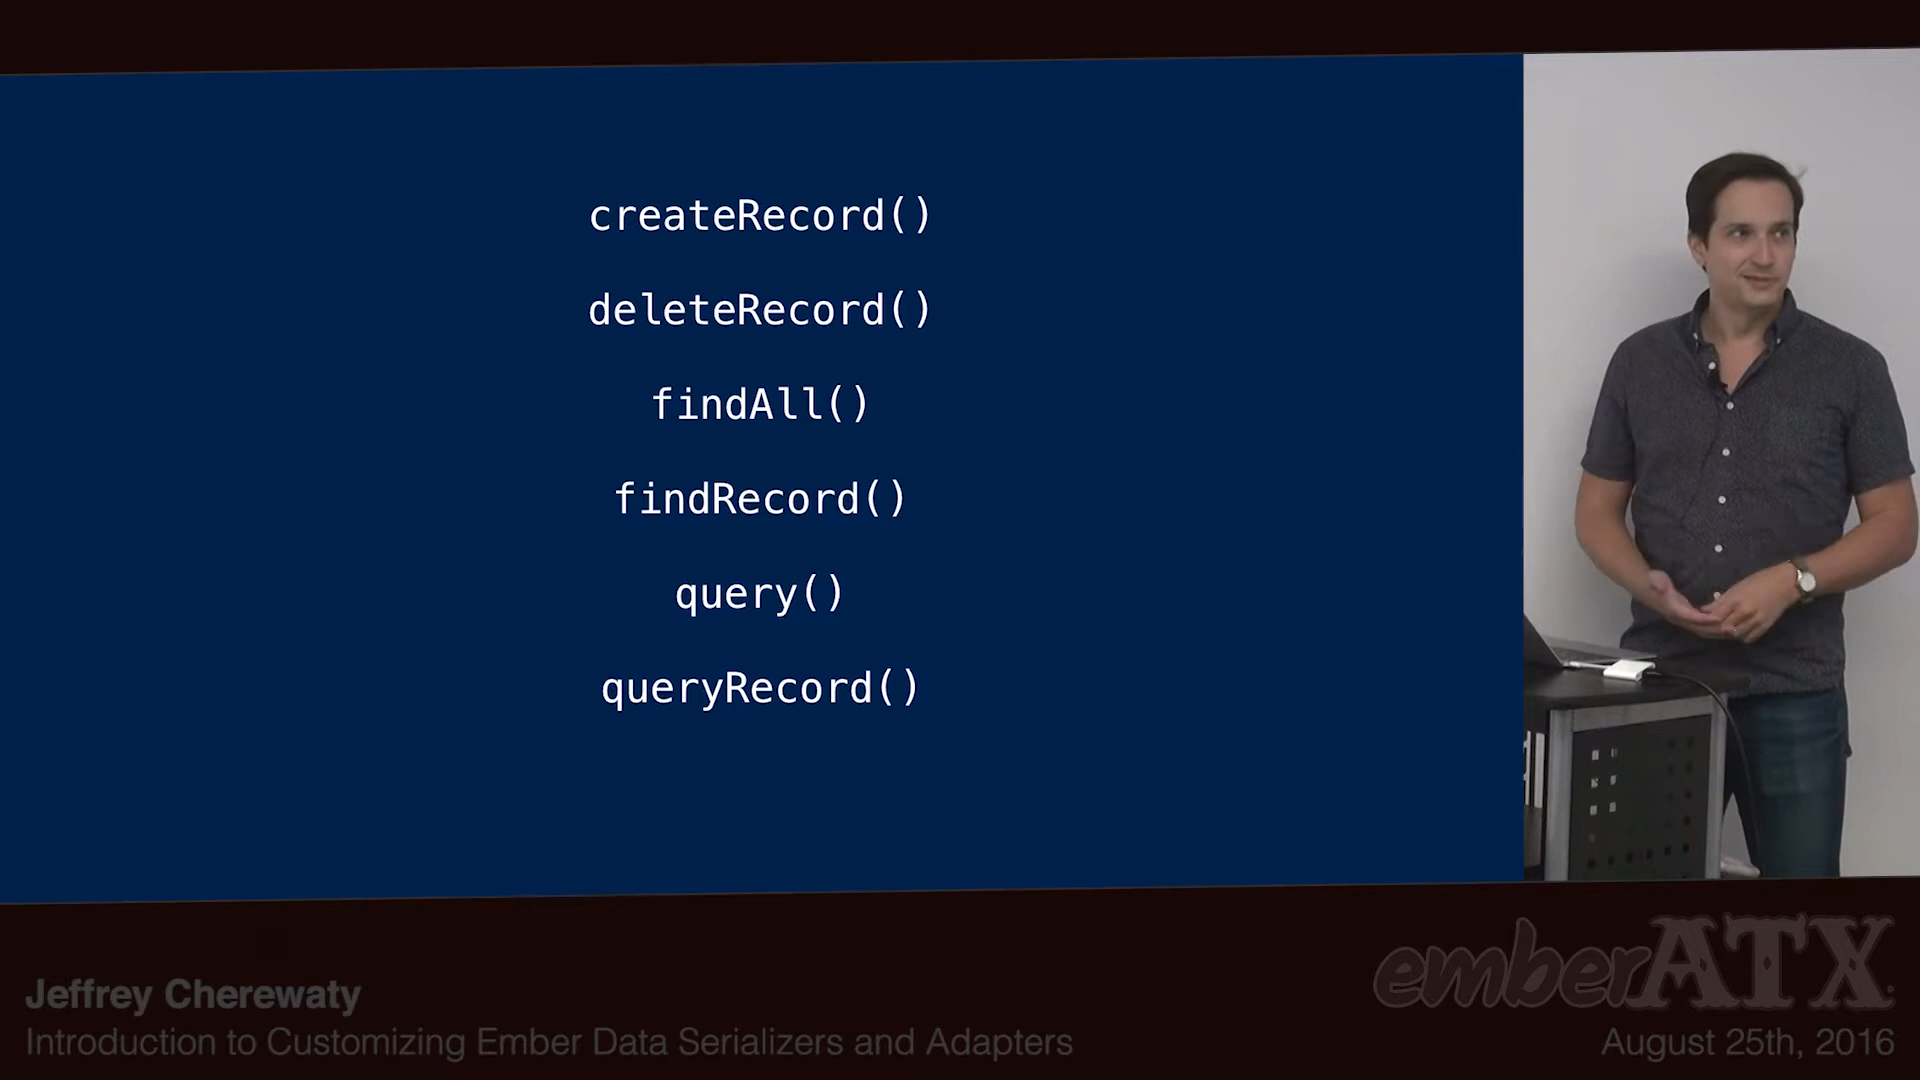 createRecord()
deleteRecord()
findAll()
findRecord()
query()
queryRecord()
emberATX
Jeffrey Cherewaty
Introduction to Customizing Ember Data Serializers and Adapters
August 25th, 2016